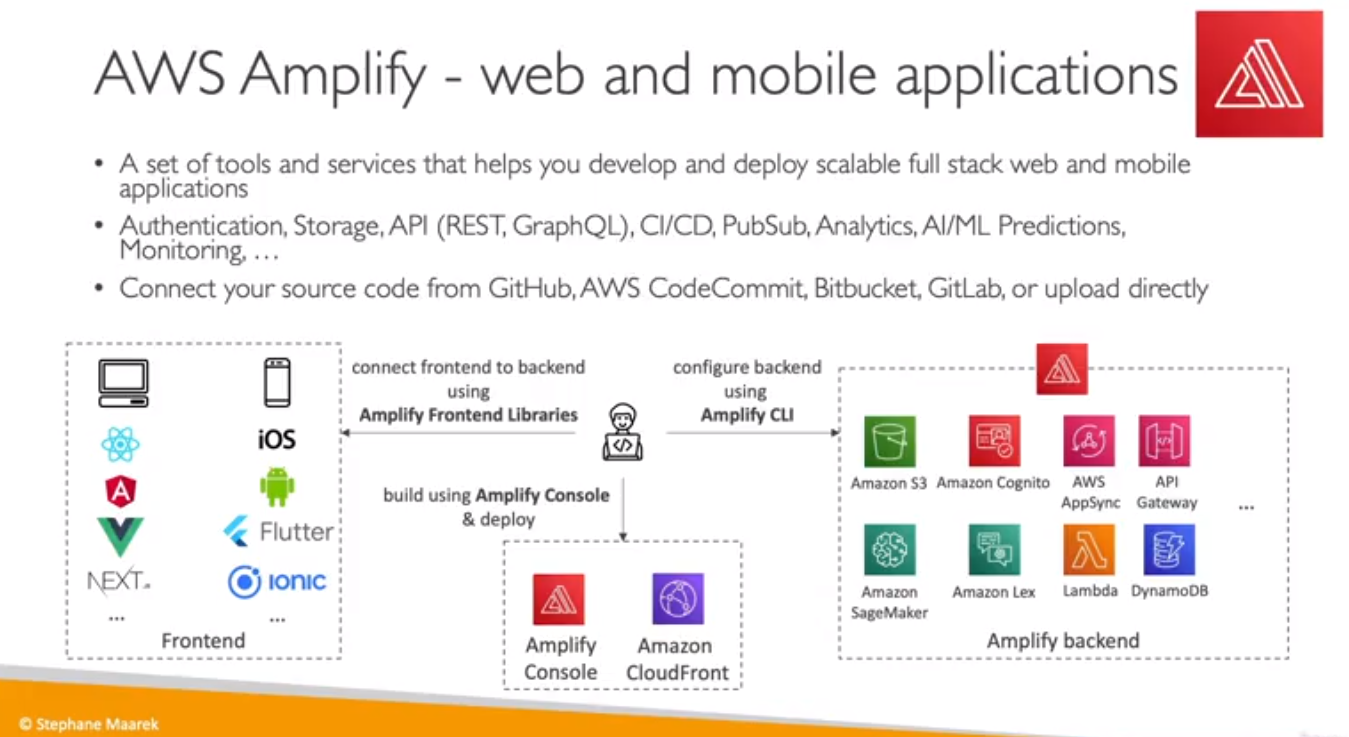 AWS Amplify - web and mobile applications
• A set of tools and services that helps you develop and deploy scalable full stack web and mobile
applications
• Authentication, Storage, API (REST, GraphQL), CI/CD, PubSub, Analytics, AI/ML Predictions,
Monitoring, …
• Connect your source code from GitHub, AWS CodeCommit, Bitbucket, GitLab, or upload directly
iOS
Flutter
NEXT.JS
ionic
...
...
Frontend
connect frontend to backend
using
Amplify Frontend Libraries
configure backend
using
Amplify CLI
build using Amplify Console
& deploy
Amplify
Console
Amazon
CloudFront
Amazon S3
Amazon Cognito
AWS
AppSync
API
Gateway
...
Amazon
SageMaker
Amazon Lex
Lambda
DynamoDB
Amplify backend
© Stephane Maarek